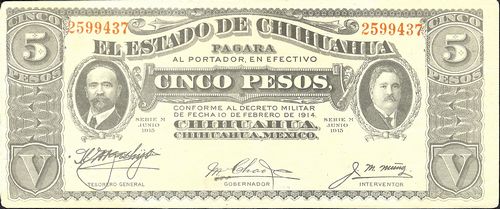 CINCO CINCO
2599437 2599437
5 EL ESTADO DE CHIHUAHUA 5
PAGARA
AL PORTADOR, EN EFECTIVO
CINCO PESOS,
CONFORME AL DECRETO MILITAR
DE FECHA 10 DE FEBRERO DE 1914.
SERIE M SERIE M
JUNIO JUNIO
1915 1915
CHIHUAHUA,
CHIHUAHUA, MEXICO.
V V
TESORERO GENERAL GOBERNADOR INTERVENTOR